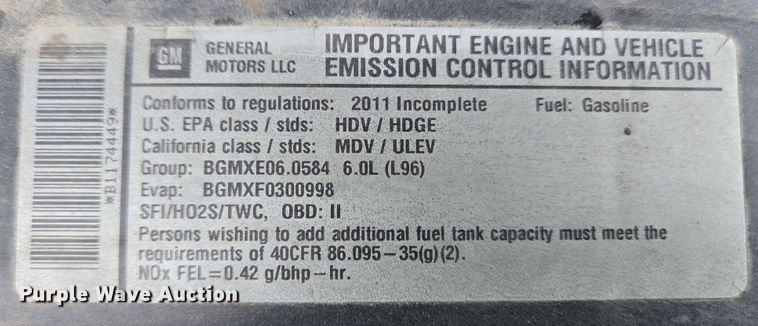 GM
GENERAL
MOTORS LLC
IMPORTANT ENGINE AND VEHICLE
EMISSION CONTROL INFORMATION
*B1174449*
Conforms to regulations: 2011 Incomplete Fuel: Gasoline
U.S. EPA class / stds: HDV / HDGE
California class / stds: MDV / ULEV
Group: BGMXE06.0584 6.0L (L96)
Evap: BGMXF0300998
SFI/HO2S/TWC, OBD: II
Persons wishing to add additional fuel tank capacity must meet the
requirements of 40CFR 86.095–35(g)(2).
NOx FEL=0.42 g/bhp–hr.
Purple Wave Auction